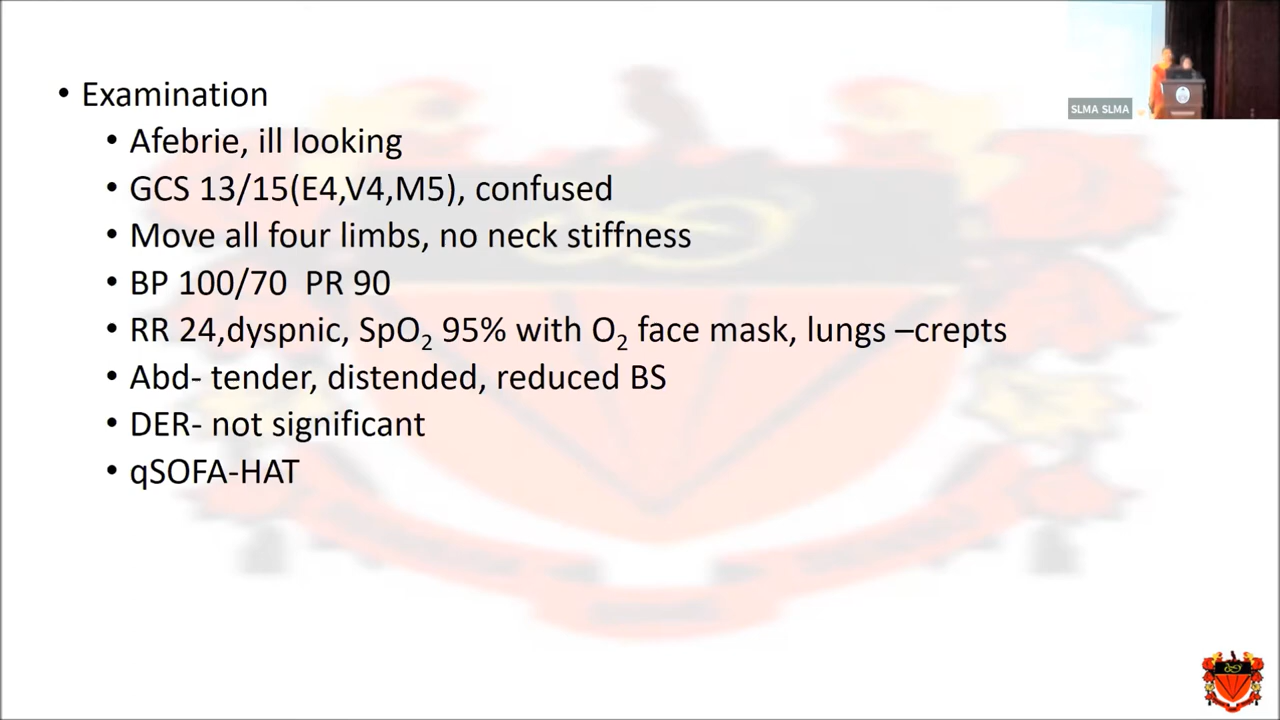 • Examination
• Afebrie, ill looking
• GCS 13/15(E4,V4,M5), confused
• Move all four limbs, no neck stiffness
• BP 100/70  PR 90
• RR 24,dyspnic, SpO₂ 95% with O₂ face mask, lungs –crepts
• Abd- tender, distended, reduced BS
• DER- not significant
• qSOFA-HAT
SLMA SLMA